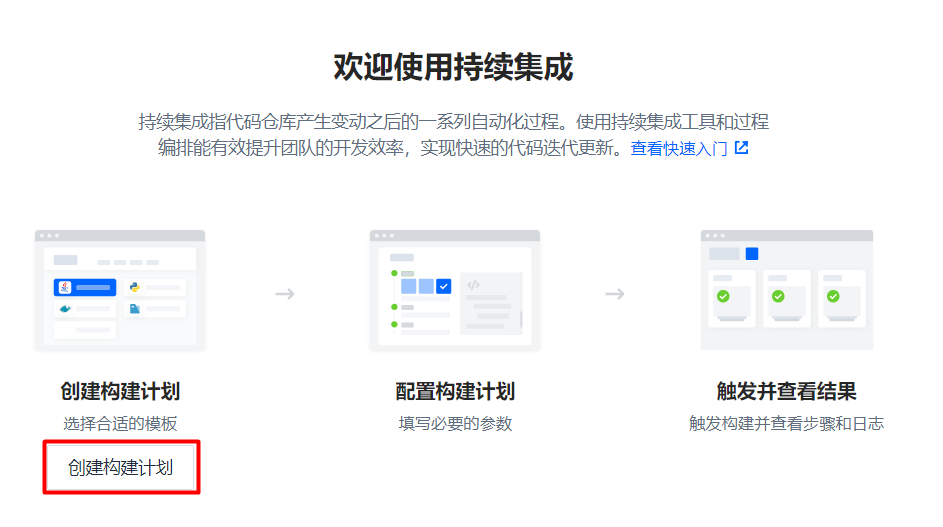 欢迎使用持续集成
持续集成指代码仓库产生变动之后的一系列自动化过程。使用持续集成工具和过程
编排能有效提升团队的开发效率，实现快速的代码迭代更新。查看快速入门
创建构建计划
配置构建计划
触发并查看结果
选择合适的模板
填写必要的参数
触发构建并查看步骤和日志
创建构建计划